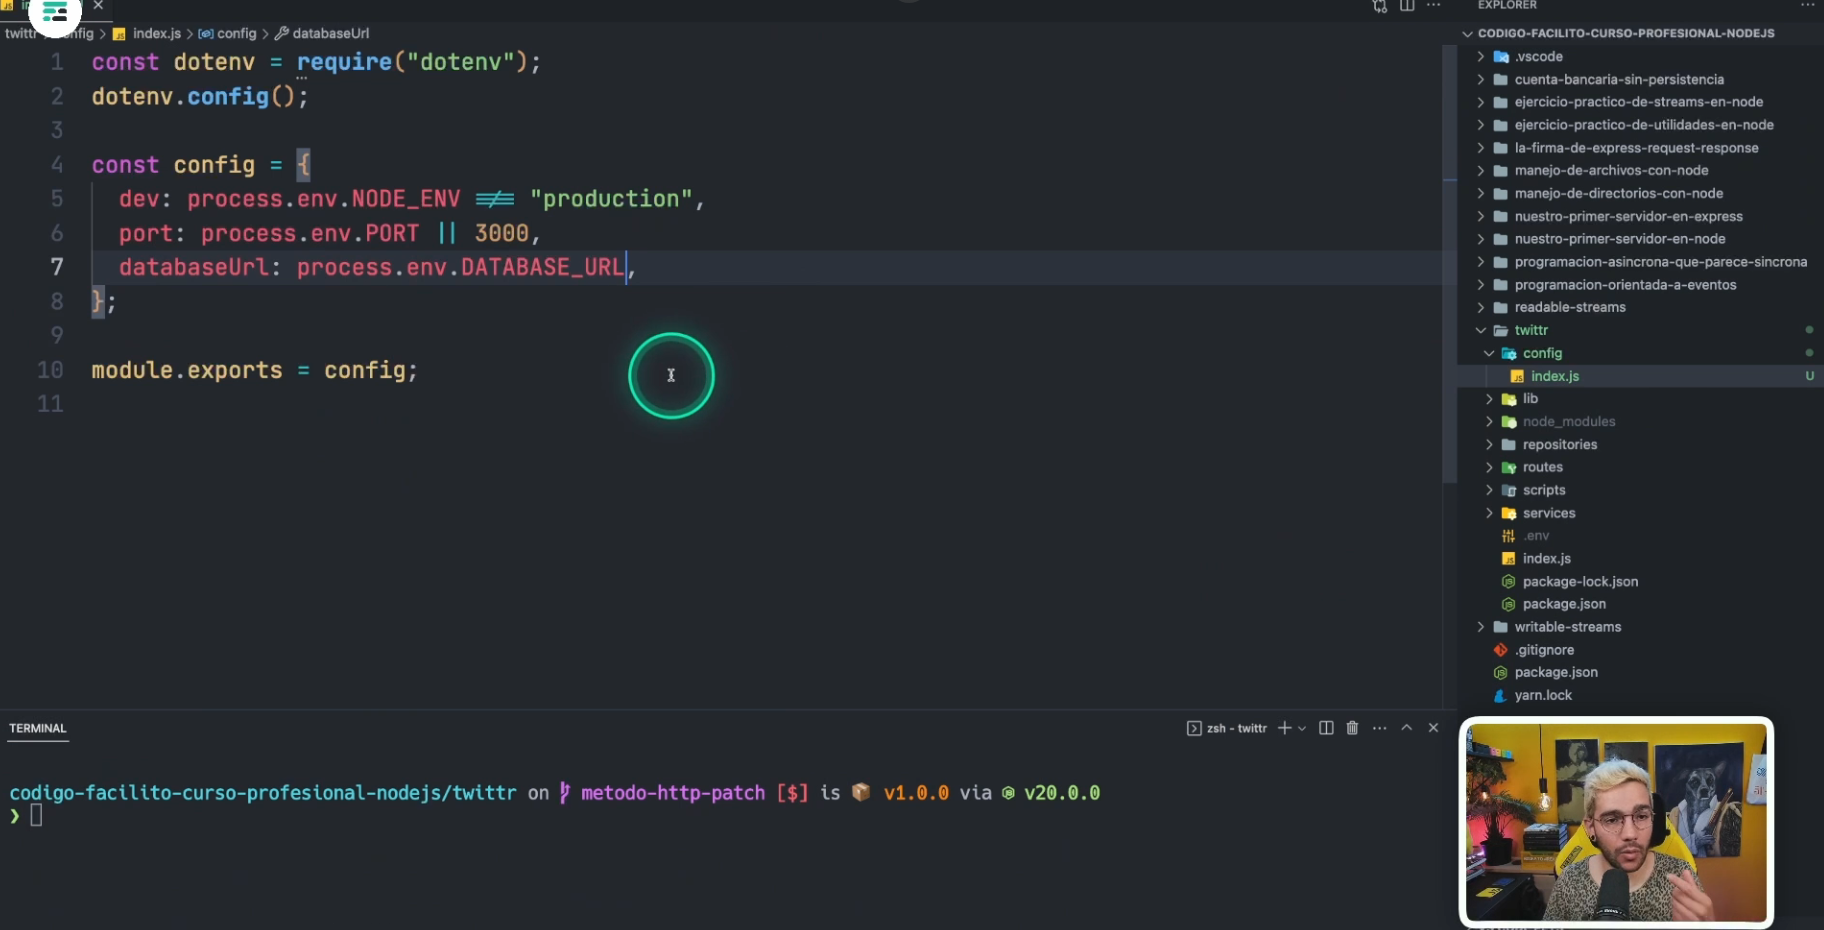 twittr > config > index.js > config > databaseUrl
1 const dotenv = require("dotenv");
2 dotenv.config();
3
4 const config = {
5 dev: process.env.NODE_ENV !== "production",
6 port: process.env.PORT || 3000,
7 databaseUrl: process.env.DATABASE_URL,
8 };
9
10 module.exports = config;
11
TERMINAL
zsh - twittr
codigo-facilito-curso-profesional-nodejs/twittr on metodo-http-patch [$] is 📦 v1.0.0 via v20.0.0
❯
EXPLORER
CODIGO-FACILITO-CURSO-PROFESIONAL-NODEJS
.vscode
cuenta-bancaria-sin-persistencia
ejercicio-practico-de-streams-en-node
ejercicio-practico-de-utilidades-en-node
la-firma-de-express-request-response
manejo-de-archivos-con-node
manejo-de-directorios-con-node
nuestro-primer-servidor-en-express
nuestro-primer-servidor-en-node
programacion-asincrona-que-parece-sincrona
programacion-orientada-a-eventos
readable-streams
twittr
config
index.js U
lib
node_modules
repositories
routes
scripts
services
.env
index.js
package-lock.json
package.json
writable-streams
.gitignore
package.json
yarn.lock